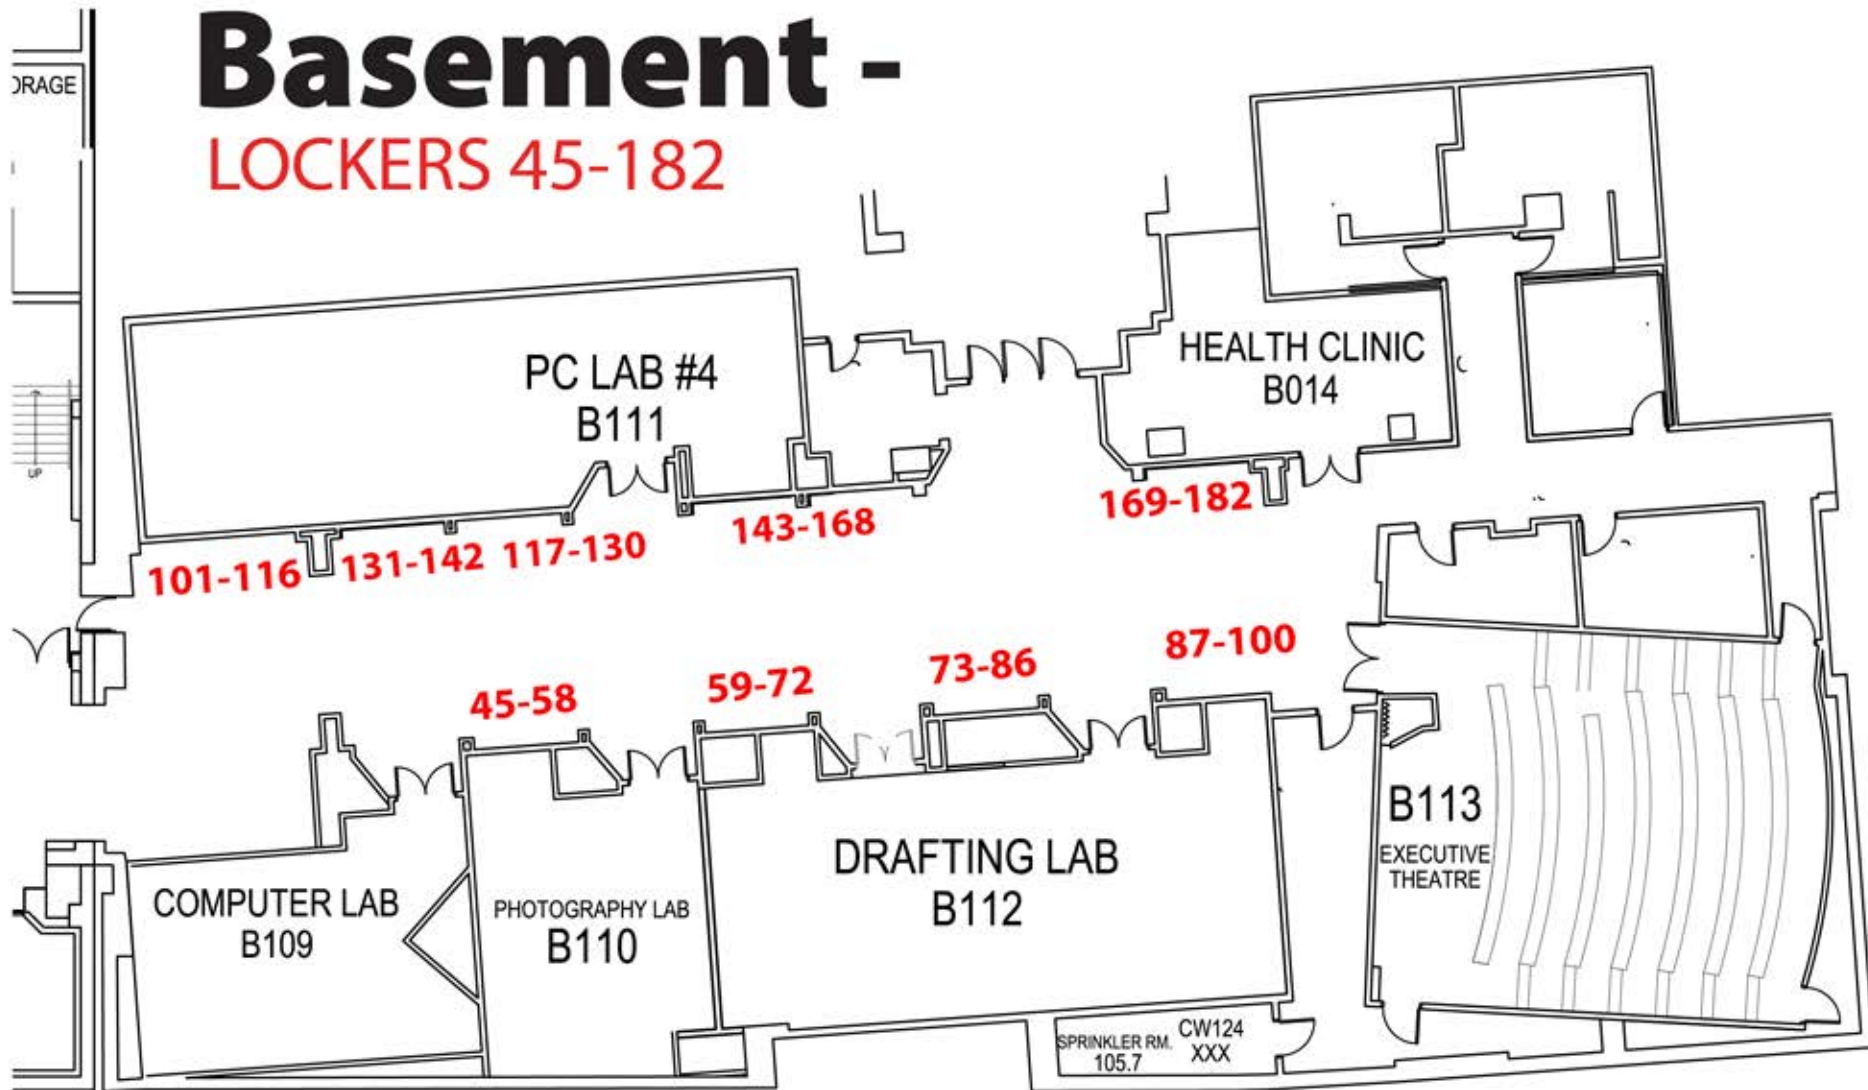 Basement -
LOCKERS 45-182
ORAGE
UP
PC LAB #4
B111
HEALTH CLINIC
B014
101-116
131-142
117-130
143-168
169-182
45-58
59-72
73-86
87-100
COMPUTER LAB
B109
PHOTOGRAPHY LAB
B110
DRAFTING LAB
B112
B113
EXECUTIVE
THEATRE
SPRINKLER RM.
105.7
CW124
XXX